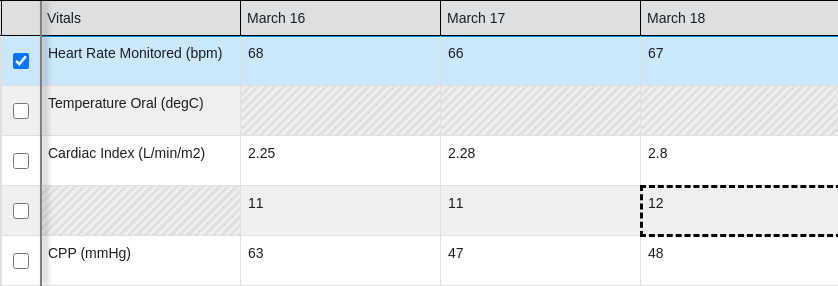 Vitals March 16 March 17 March 18
Heart Rate Monitored (bpm) 68 66 67
Temperature Oral (degC)
Cardiac Index (L/min/m2) 2.25 2.28 2.8
11 11 12
CPP (mmHg) 63 47 48